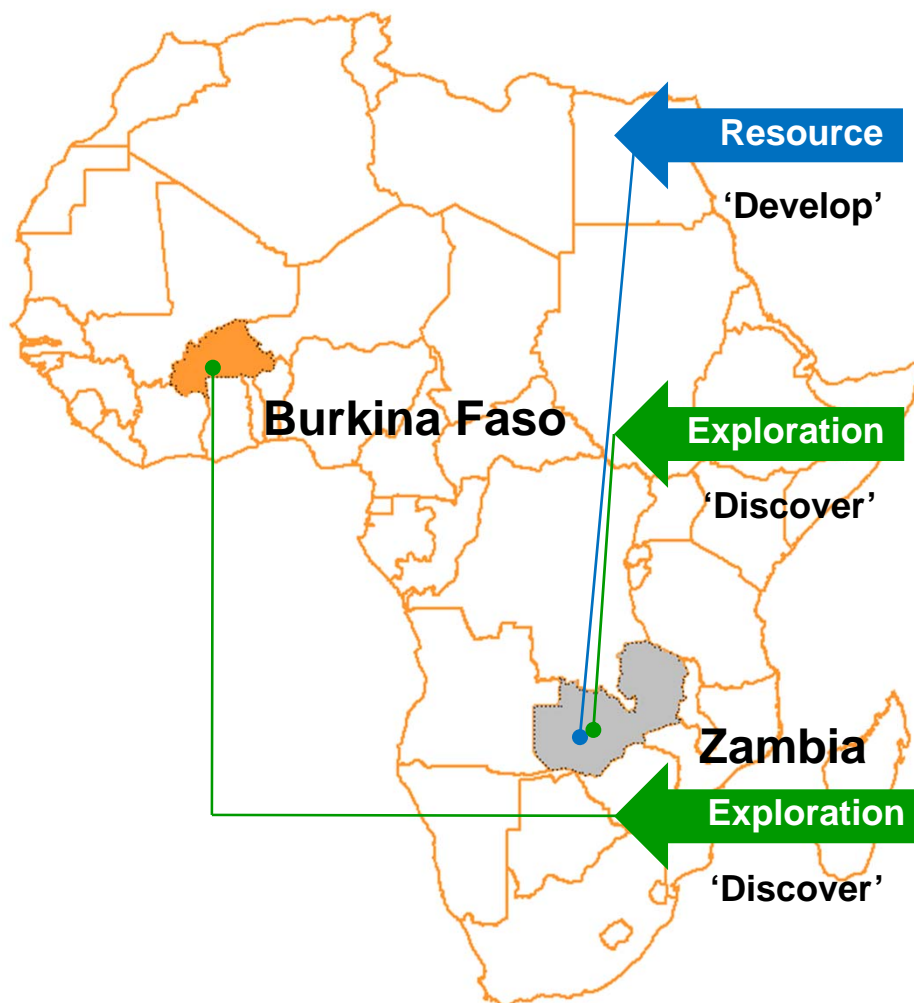 Resource
‘Develop’
Burkina Faso
Exploration
‘Discover’
Zambia
Exploration
‘Discover’